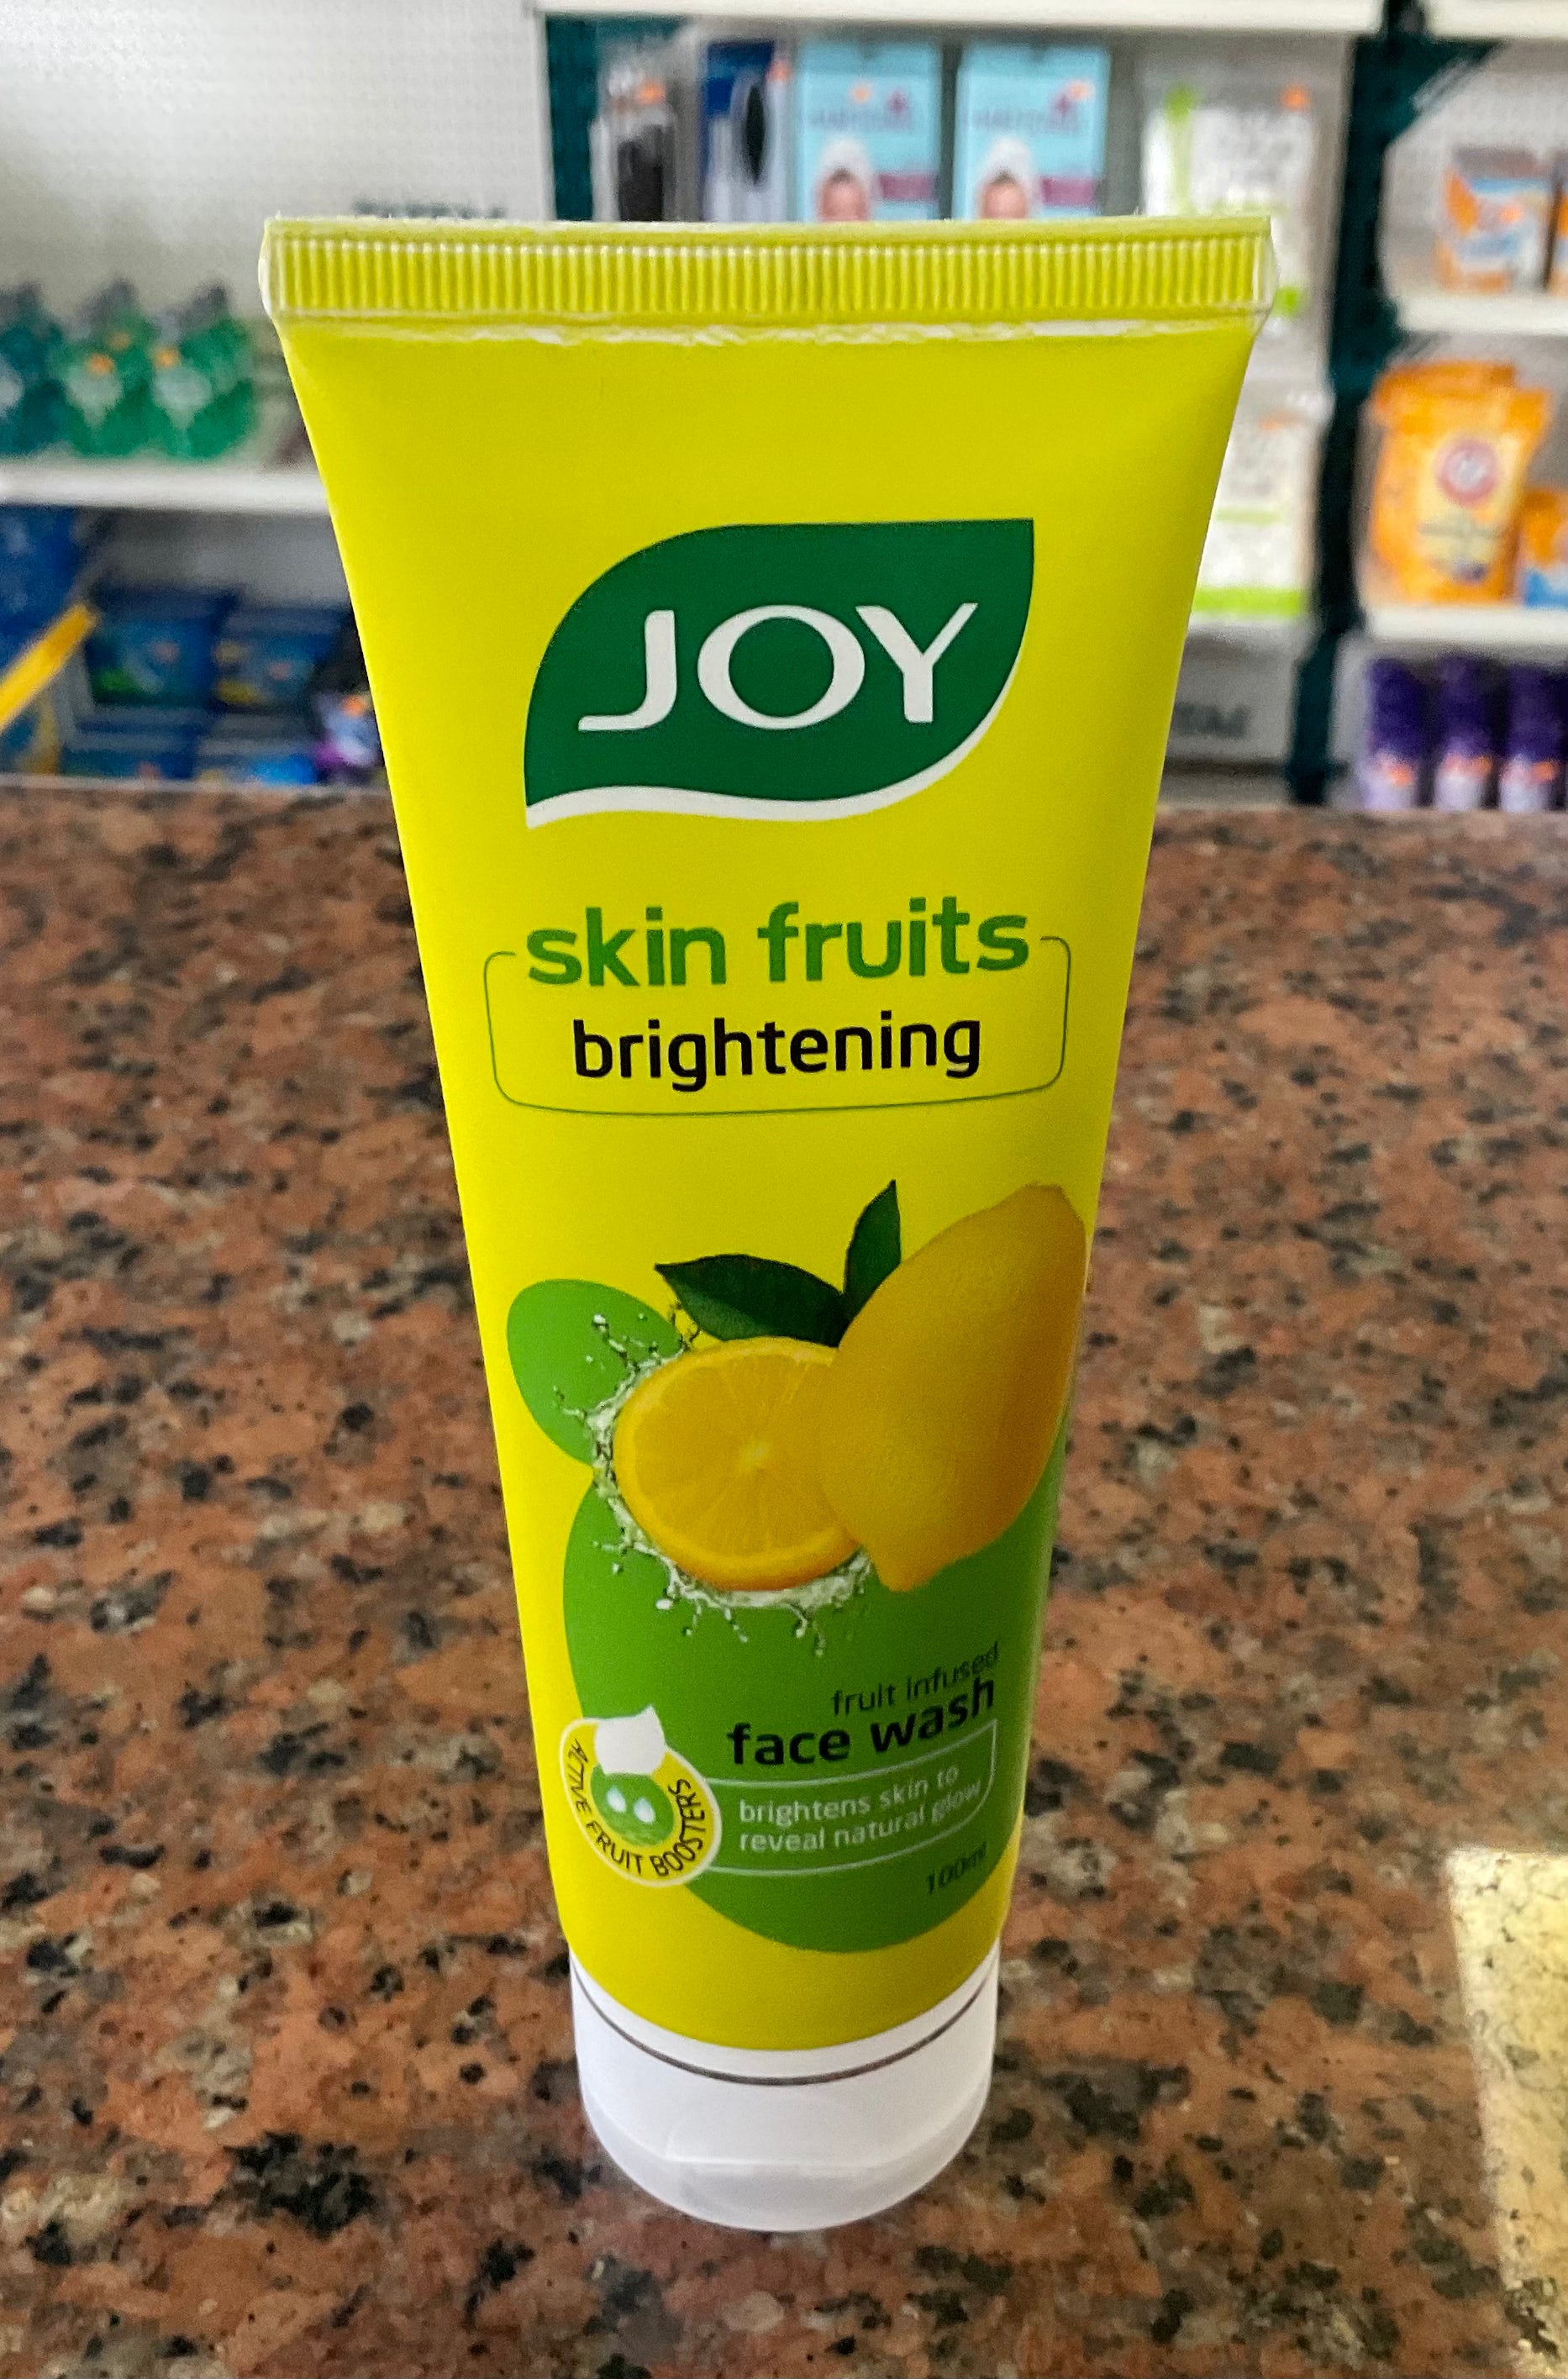 JOY
skin fruits
brightening
fruit infused
face wash
brightens skin to
reveal natural glow
ACTIVE FRUIT BOOSTERS
100ml